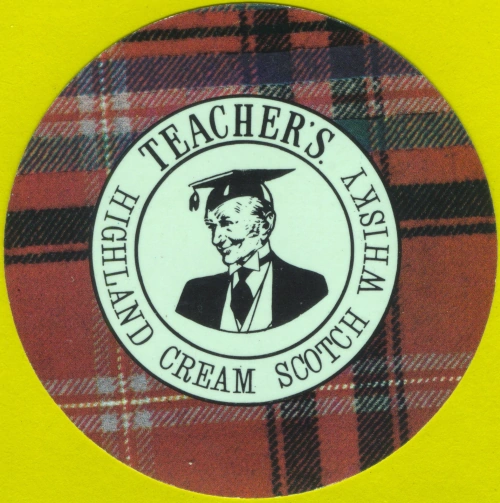 TEACHER'S.
HIGHLAND CREAM SCOTCH WHISKY